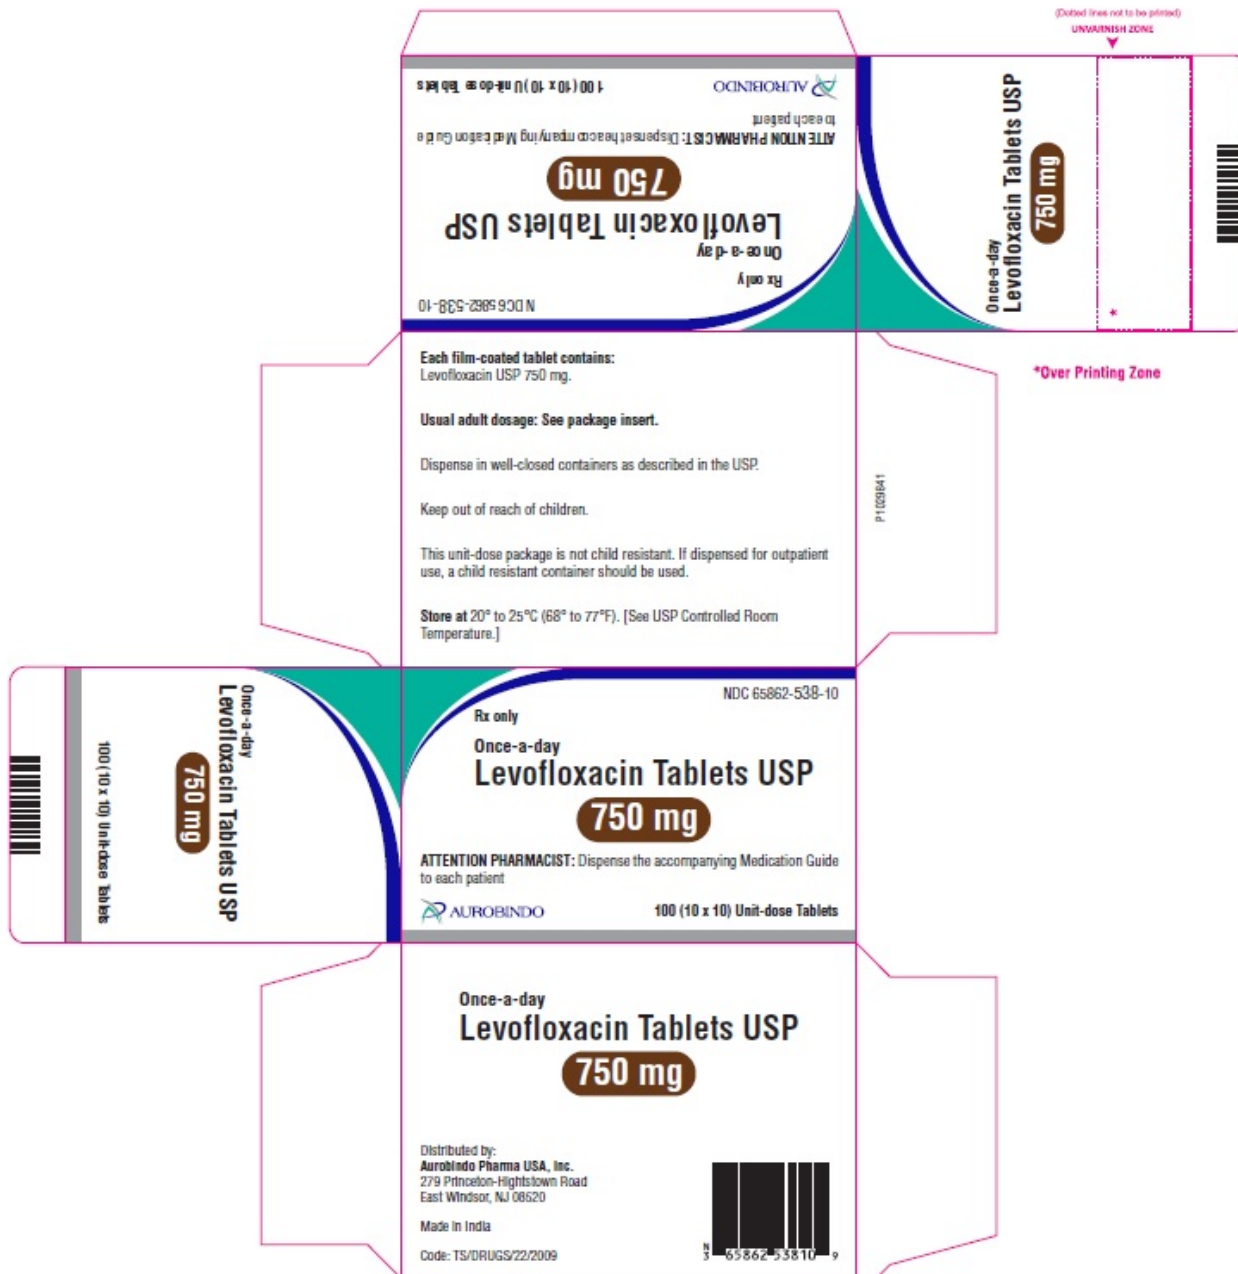 (Dotted lines not to be printed)
UNVARNISH ZONE
100 (10 x 10) Unit-dose Tablets
AUROBINDO
ATTENTION PHARMACIST: Dispense the accompanying Medication Guide
to each patient
750 mg
Levofloxacin Tablets USP
Once-a-day
Rx only
NDC 65862-538-10
Once-a-day
Levofloxacin Tablets USP
750 mg
*
*Over Printing Zone
Each film-coated tablet contains:
Levofloxacin USP 750 mg.
Usual adult dosage: See package insert.
Dispense in well-closed containers as described in the USP.
Keep out of reach of children.
This unit-dose package is not child resistant. If dispensed for outpatient
use, a child resistant container should be used.
Store at 20° to 25°C (68° to 77°F). [See USP Controlled Room
Temperature.]
P1029841
Once-a-day
Levofloxacin Tablets USP
750 mg
100 (10 x 10) Unit-dose Tablets
NDC 65862-538-10
Rx only
Once-a-day
Levofloxacin Tablets USP
750 mg
ATTENTION PHARMACIST: Dispense the accompanying Medication Guide
to each patient
AUROBINDO
100 (10 x 10) Unit-dose Tablets
Once-a-day
Levofloxacin Tablets USP
750 mg
Distributed by:
Aurobindo Pharma USA, Inc.
279 Princeton-Hightstown Road
East Windsor, NJ 08520
Made in India
Code: TS/DRUGS/22/2009
N
3 65862 53810 9